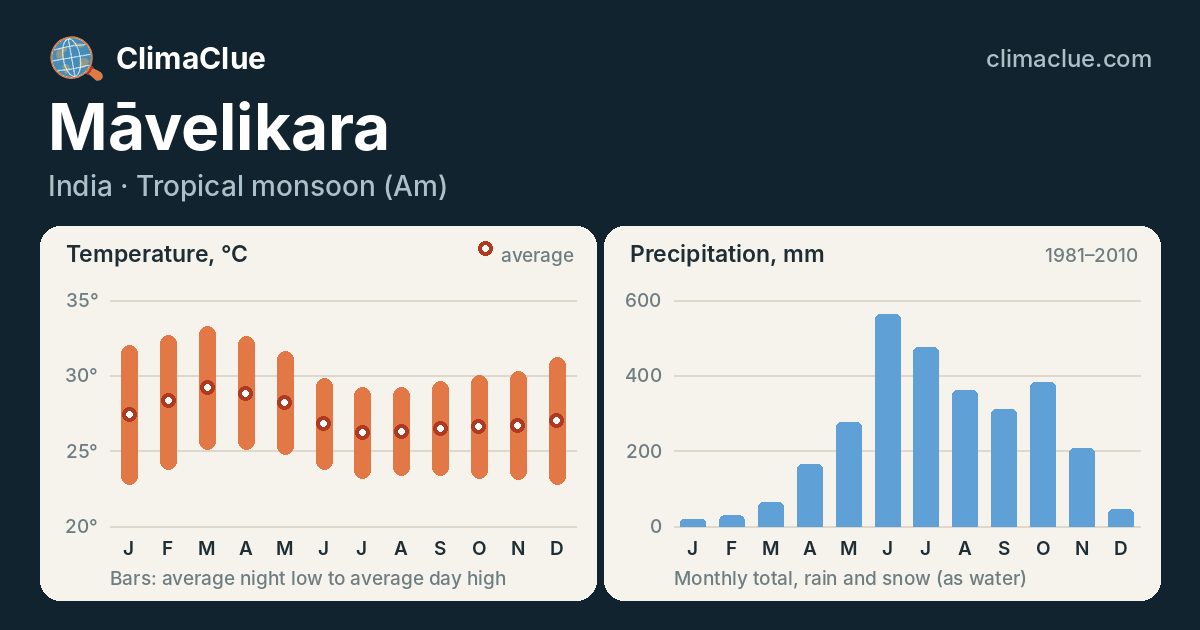 ClimaClue
climaclue.com
Māvelikara
India · Tropical monsoon (Am)
Temperature, °C
average
35°
30°
25°
20°
J F M A M J J A S O N D
Bars: average night low to average day high
Precipitation, mm
1981–2010
600
400
200
0
J F M A M J J A S O N D
Monthly total, rain and snow (as water)